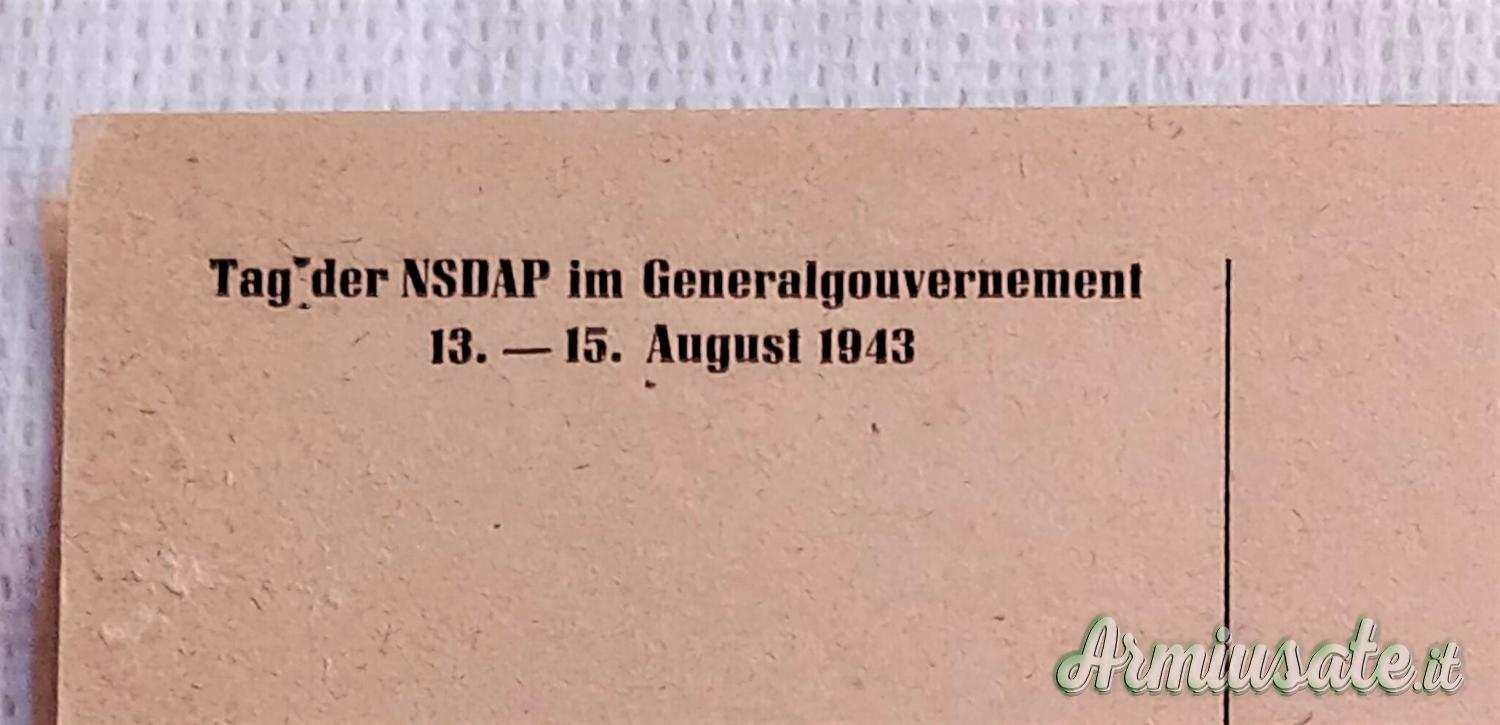 Tag der NSDAP im Generalgouvernement
13. — 15. August 1943
Armiusate.it